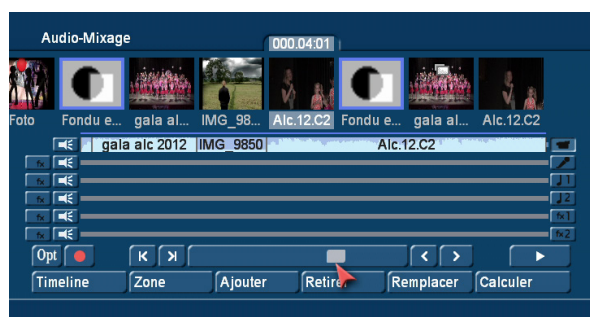 Audio-Mixage
000.04:01
Foto Fondu e... gala al... IMG_98... Alc.12.C2 Fondu e... gala al... Alc.12.C2
gala alc 2012 IMG_9850 Alc.12.C2
fx
fx 1
fx 2
fx fx1
fx fx2
Opt
Timeline Zone Ajouter Retirer Remplacer Calculer